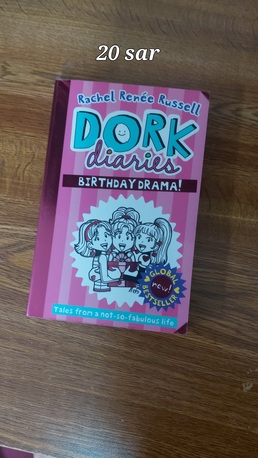 20 sar
Rachel Renée Russell
DORK
diaries
BIRTHDAY DRAMA!
GLOBAL
new!
BESTSELLER
Tales from a not-so-fabulous life